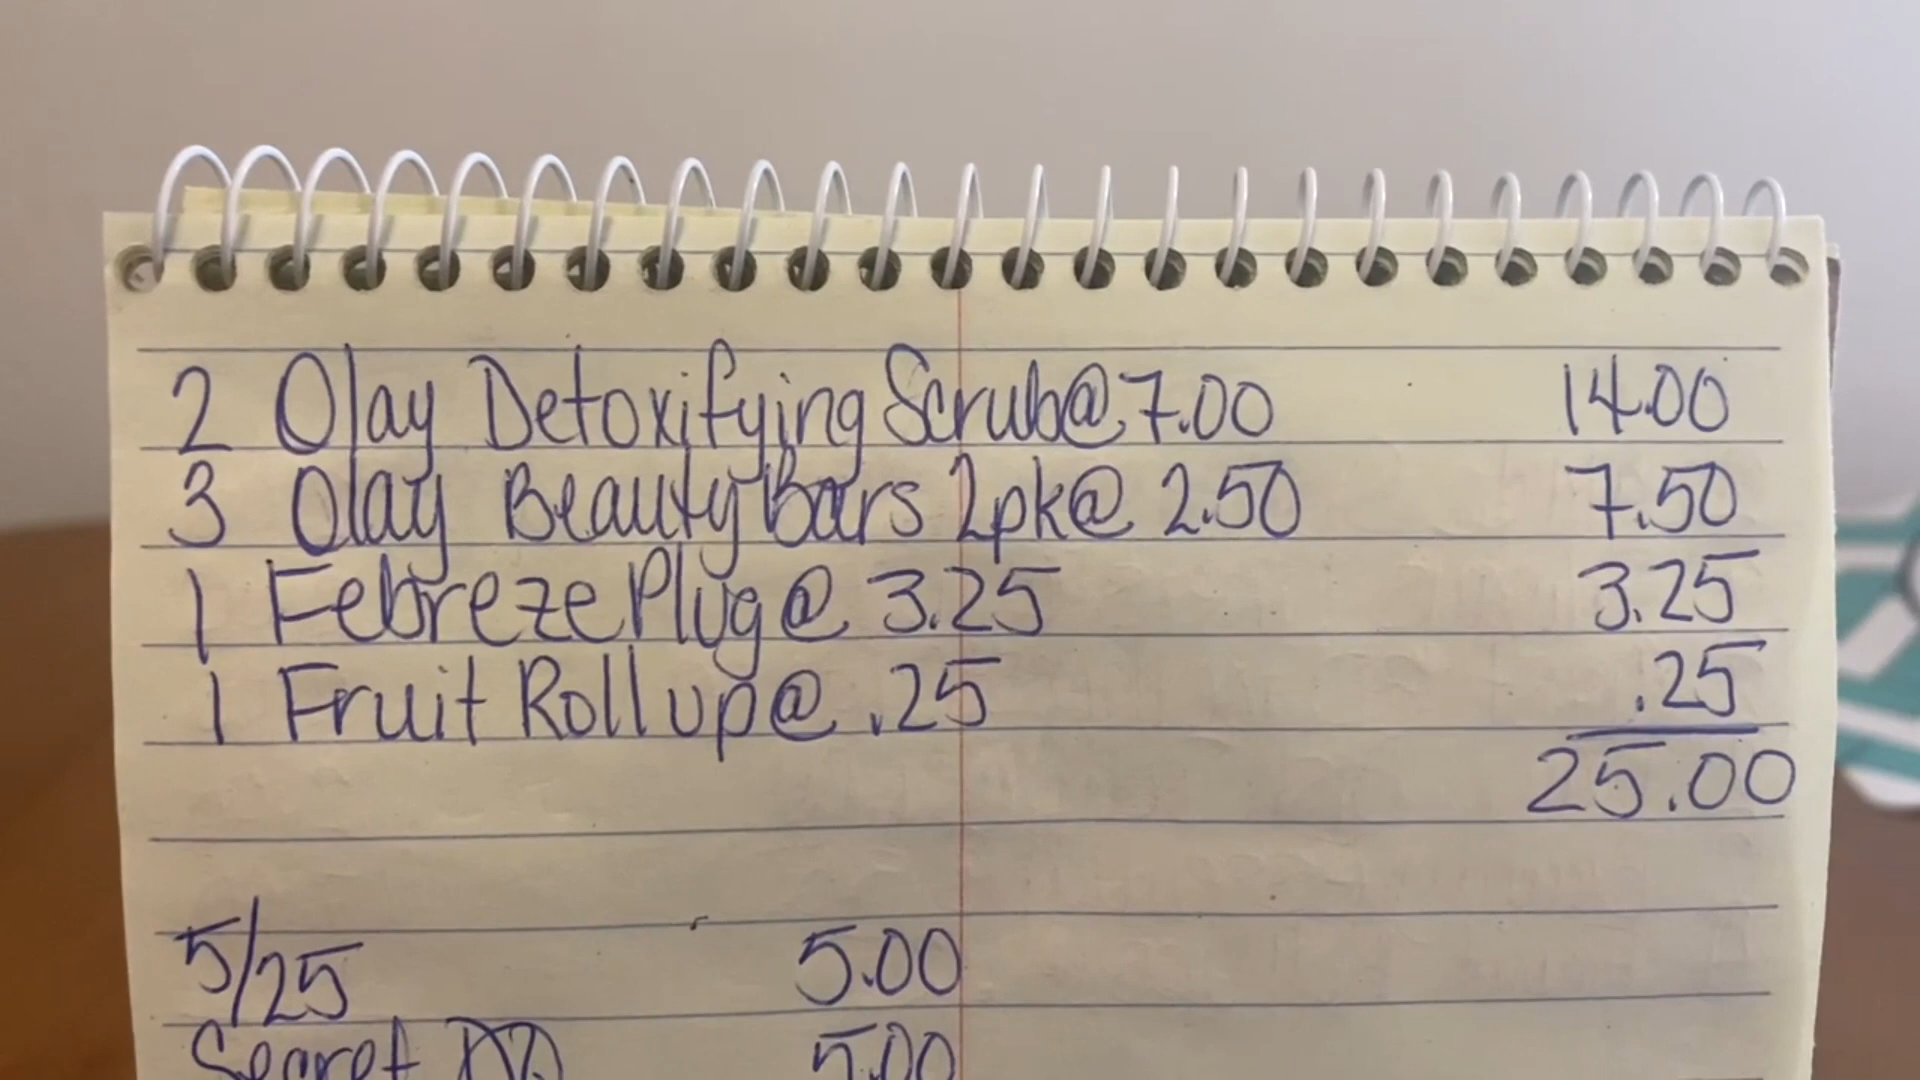 2 Olay Detoxifying Scrub@ 7.00 14.00
3 Olay Beauty Bars 2pk@ 2.50 7.50
1 Febreze Plug@ 3.25 3.25
1 Fruit Roll up@ .25 .25
25.00
5/25 5.00
Secret 5.00